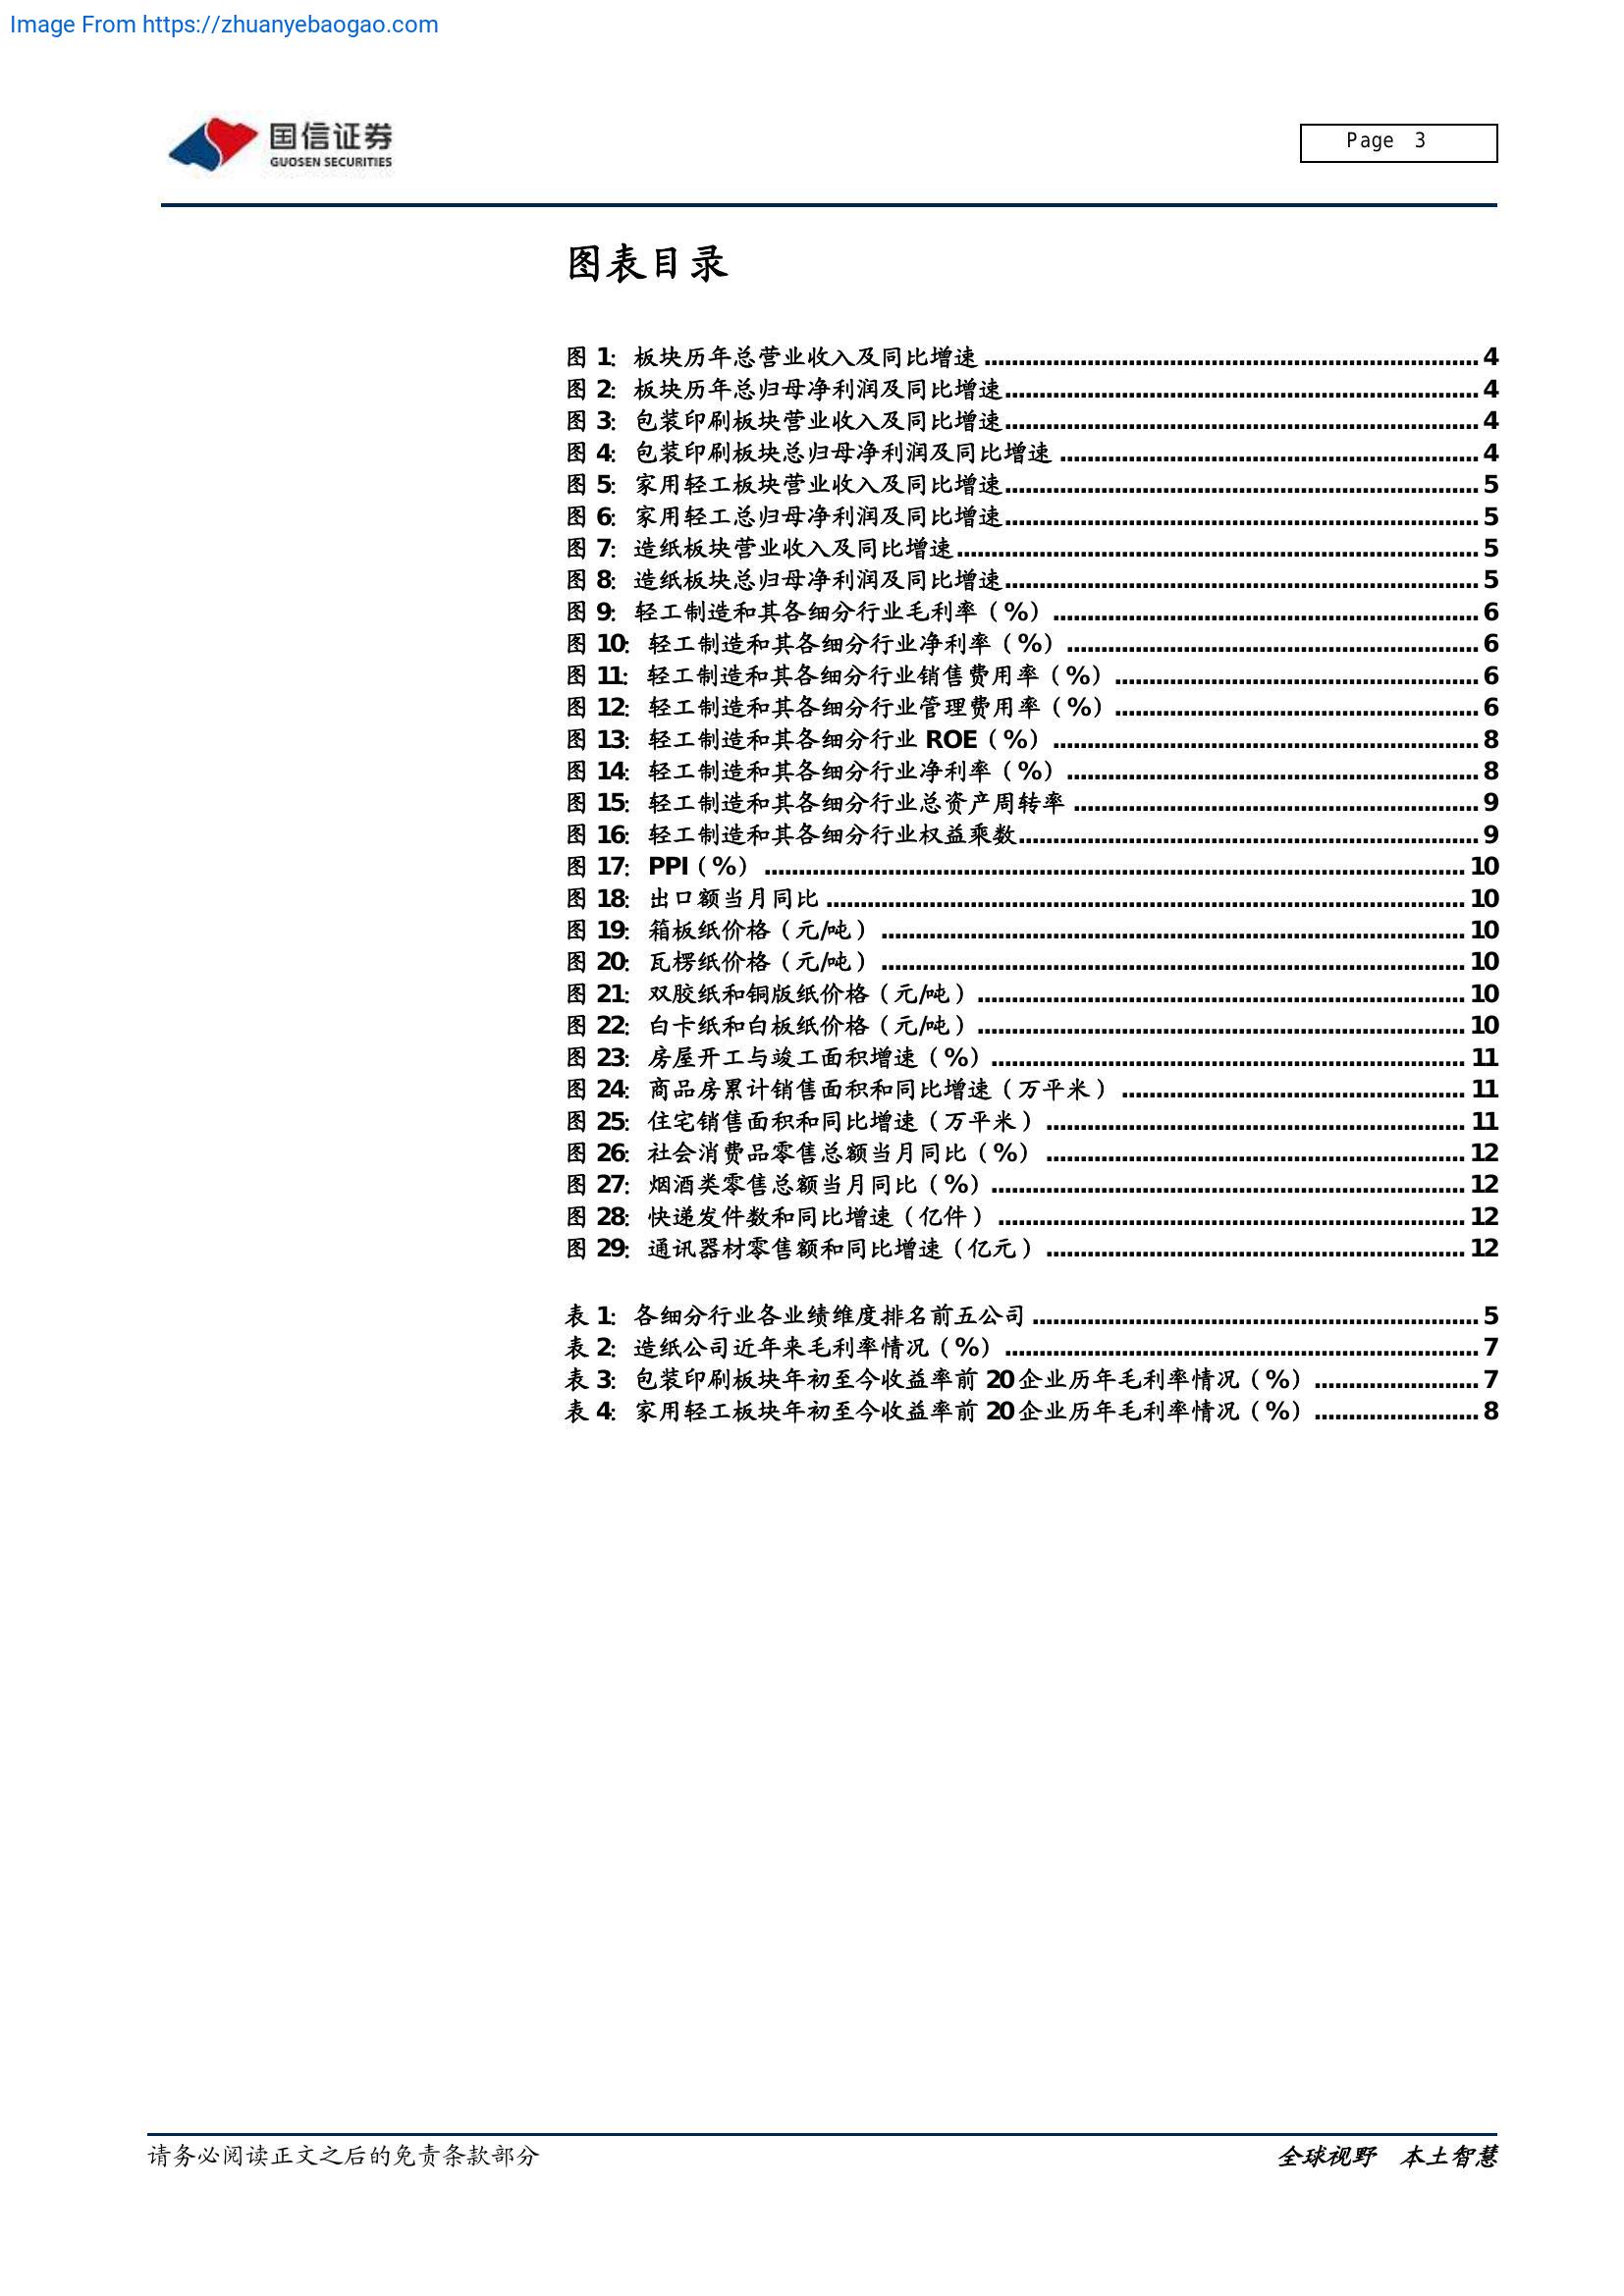 Image From https://zhuanyebaogao.com
国信证券
GUOSEN SECURITIES
Page 3
图表目录
图 1: 板块历年总营业收入及同比增速 4
图 2: 板块历年总归母净利润及同比增速 4
图 3: 包装印刷板块营业收入及同比增速 4
图 4: 包装印刷板块总归母净利润及同比增速 4
图 5: 家用轻工板块营业收入及同比增速 5
图 6: 家用轻工总归母净利润及同比增速 5
图 7: 造纸板块营业收入及同比增速 5
图 8: 造纸板块总归母净利润及同比增速 5
图 9: 轻工制造和其各细分行业毛利率（%） 6
图 10: 轻工制造和其各细分行业净利率（%） 6
图 11: 轻工制造和其各细分行业销售费用率（%） 6
图 12: 轻工制造和其各细分行业管理费用率（%） 6
图 13: 轻工制造和其各细分行业 ROE（%） 8
图 14: 轻工制造和其各细分行业净利率（%） 8
图 15: 轻工制造和其各细分行业总资产周转率 9
图 16: 轻工制造和其各细分行业权益乘数 9
图 17: PPI（%） 10
图 18: 出口额当月同比 10
图 19: 箱板纸价格（元/吨） 10
图 20: 瓦楞纸价格（元/吨） 10
图 21: 双胶纸和铜版纸价格（元/吨） 10
图 22: 白卡纸和白板纸价格（元/吨） 10
图 23: 房屋开工与竣工面积增速（%） 11
图 24: 商品房累计销售面积和同比增速（万平米） 11
图 25: 住宅销售面积和同比增速（万平米） 11
图 26: 社会消费品零售总额当月同比（%） 12
图 27: 烟酒类零售总额当月同比（%） 12
图 28: 快递发件数和同比增速（亿件） 12
图 29: 通讯器材零售额和同比增速（亿元） 12
表 1: 各细分行业各业绩维度排名前五公司 5
表 2: 造纸公司近年来毛利率情况（%） 7
表 3: 包装印刷板块年初至今收益率前 20 企业历年毛利率情况（%） 7
表 4: 家用轻工板块年初至今收益率前 20 企业历年毛利率情况（%） 8
请务必阅读正文之后的免责条款部分
全球视野 本土智慧